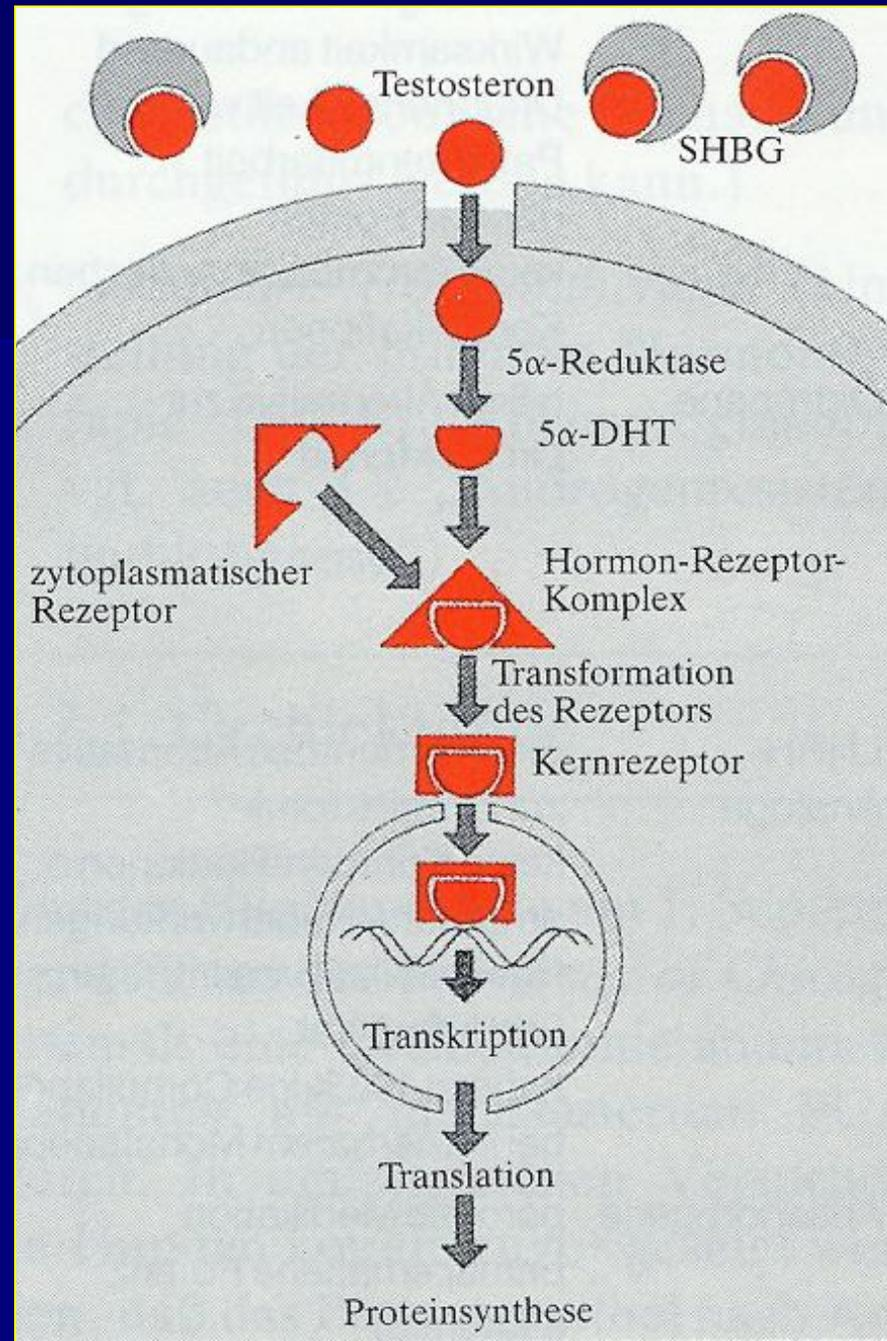 Testosteron
SHBG
5α-Reduktase
5α-DHT
zytoplasmatischer
Rezeptor
Hormon-Rezeptor-
Komplex
Transformation
des Rezeptors
Kernrezeptor
Transkription
Translation
Proteinsynthese